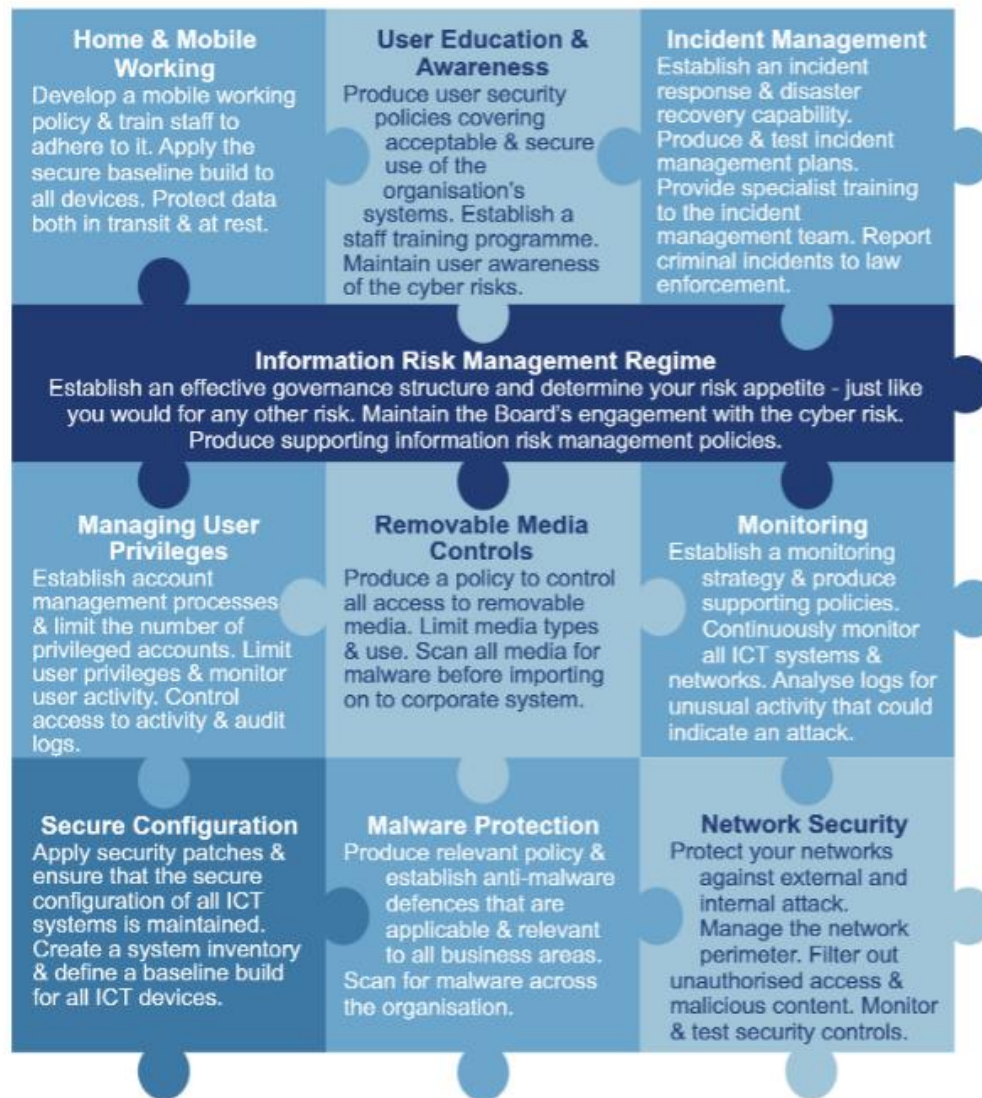 Home & Mobile
Working
Develop a mobile working
policy & train staff to
adhere to it. Apply the
secure baseline build to
all devices. Protect data
both in transit & at rest.
User Education &
Awareness
Produce user security
policies covering
acceptable & secure
use of the
organisation's
systems. Establish a
staff training programme.
Maintain user awareness
of the cyber risks.
Incident Management
Establish an incident
response & disaster
recovery capability.
Produce & test incident
management plans.
Provide specialist training
to the incident
management team. Report
criminal incidents to law
enforcement.
Information Risk Management Regime
Establish an effective governance structure and determine your risk appetite - just like
you would for any other risk. Maintain the Board's engagement with the cyber risk.
Produce supporting information risk management policies.
Managing User
Privileges
Establish account
management processes
& limit the number of
privileged accounts. Limit
user privileges & monitor
user activity. Control
access to activity & audit
logs.
Removable Media
Controls
Produce a policy to control
all access to removable
media. Limit media types
& use. Scan all media for
malware before importing
on to corporate system.
Monitoring
Establish a monitoring
strategy & produce
supporting policies.
Continuously monitor
all ICT systems &
networks. Analyse logs for
unusual activity that could
indicate an attack.
Secure Configuration
Apply security patches &
ensure that the secure
configuration of all ICT
systems is maintained.
Create a system inventory
& define a baseline build
for all ICT devices.
Malware Protection
Produce relevant policy &
establish anti-malware
defences that are
applicable & relevant
to all business areas.
Scan for malware across
the organisation.
Network Security
Protect your networks
against external and
internal attack.
Manage the network
perimeter. Filter out
unauthorised access &
malicious content. Monitor
& test security controls.